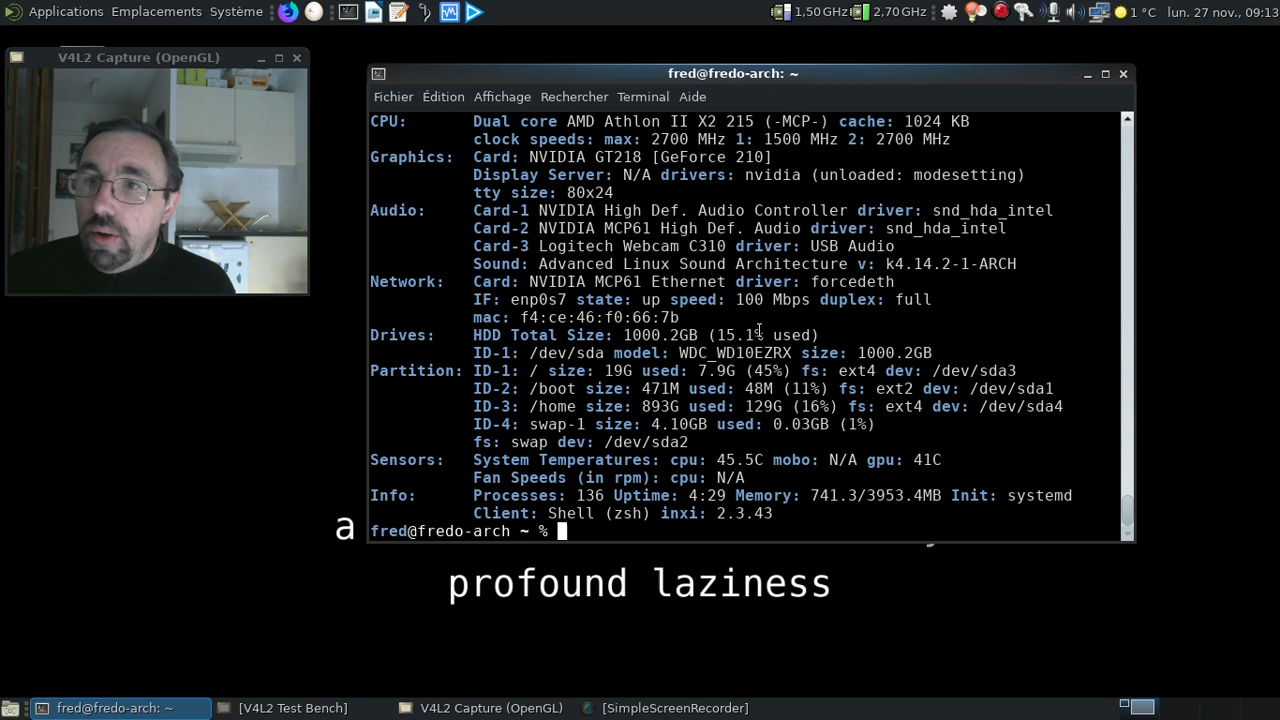 Applications Emplacements Système
1,50 GHz 2,70 GHz 1 °C lun. 27 nov., 09:13
V4L2 Capture (OpenGL)
fred@fredo-arch: ~
Fichier Édition Affichage Rechercher Terminal Aide
CPU: Dual core AMD Athlon II X2 215 (-MCP-) cache: 1024 KB
clock speeds: max: 2700 MHz 1: 1500 MHz 2: 2700 MHz
Graphics: Card: NVIDIA GT218 [GeForce 210]
Display Server: N/A drivers: nvidia (unloaded: modesetting)
tty size: 80x24
Audio: Card-1 NVIDIA High Def. Audio Controller driver: snd_hda_intel
Card-2 NVIDIA MCP61 High Def. Audio driver: snd_hda_intel
Card-3 Logitech Webcam C310 driver: USB Audio
Sound: Advanced Linux Sound Architecture v: k4.14.2-1-ARCH
Network: Card: NVIDIA MCP61 Ethernet driver: forcedeth
IF: enp0s7 state: up speed: 100 Mbps duplex: full
mac: f4:ce:46:f0:66:7b
Drives: HDD Total Size: 1000.2GB (15.1% used)
ID-1: /dev/sda model: WDC_WD10EZRX size: 1000.2GB
Partition: ID-1: / size: 19G used: 7.9G (45%) fs: ext4 dev: /dev/sda3
ID-2: /boot size: 471M used: 48M (11%) fs: ext2 dev: /dev/sda1
ID-3: /home size: 893G used: 129G (16%) fs: ext4 dev: /dev/sda4
ID-4: swap-1 size: 4.10GB used: 0.03GB (1%)
fs: swap dev: /dev/sda2
Sensors: System Temperatures: cpu: 45.5C mobo: N/A gpu: 41C
Fan Speeds (in rpm): cpu: N/A
Info: Processes: 136 Uptime: 4:29 Memory: 741.3/3953.4MB Init: systemd
Client: Shell (zsh) inxi: 2.3.43
fred@fredo-arch ~ %
a
profound laziness
fred@fredo-arch: ~ [V4L2 Test Bench] V4L2 Capture (OpenGL) [SimpleScreenRecorder]